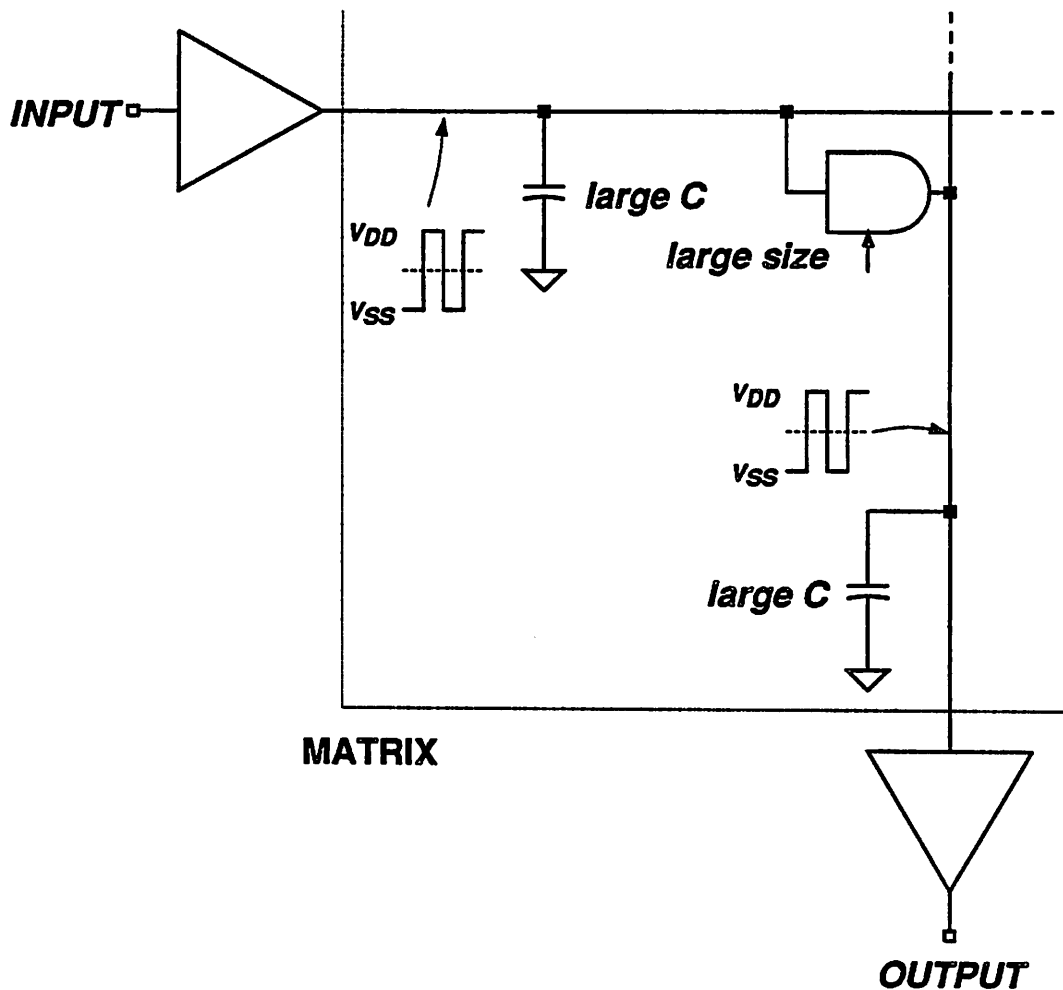 INPUT
large C
VDD
VSS
large size
VDD
VSS
large C
MATRIX
OUTPUT